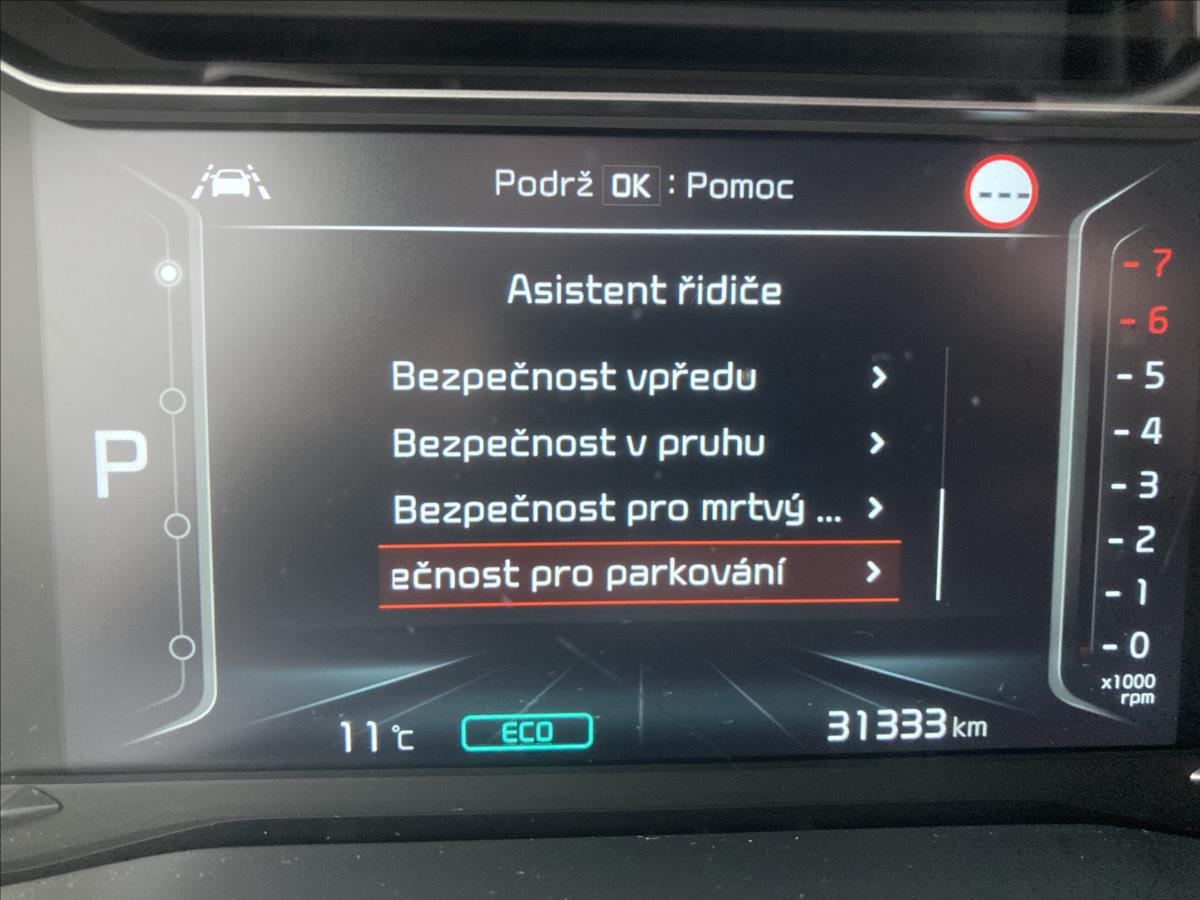 Podrž OK : Pomoc
Asistent řidiče
Bezpečnost vpředu
Bezpečnost v pruhu
Bezpečnost pro mrtvý ...
ečnost pro parkování
P
- 7
- 6
- 5
- 4
- 3
- 2
- 1
- 0
x1000
rpm
11°C
ECO
31333 km